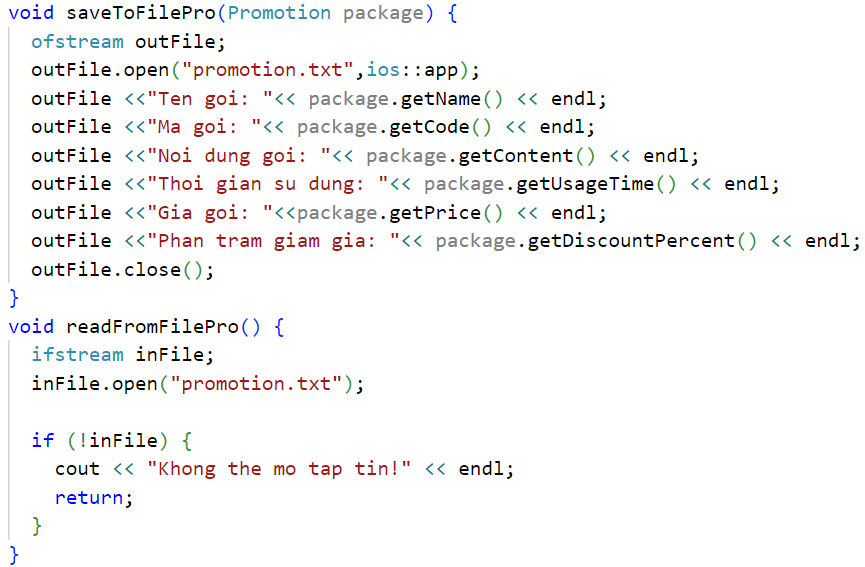 void saveToFilePro(Promotion package) {
  ofstream outFile;
  outFile.open("promotion.txt",ios::app);
  outFile <<"Ten goi: "<< package.getName() << endl;
  outFile <<"Ma goi: "<< package.getCode() << endl;
  outFile <<"Noi dung goi: "<< package.getContent() << endl;
  outFile <<"Thoi gian su dung: "<< package.getUsageTime() << endl;
  outFile <<"Gia goi: "<<package.getPrice() << endl;
  outFile <<"Phan tram giam gia: "<< package.getDiscountPercent() << endl;
  outFile.close();
}
void readFromFilePro() {
  ifstream inFile;
  inFile.open("promotion.txt");

  if (!inFile) {
    cout << "Khong the mo tap tin!" << endl;
    return;
  }
}